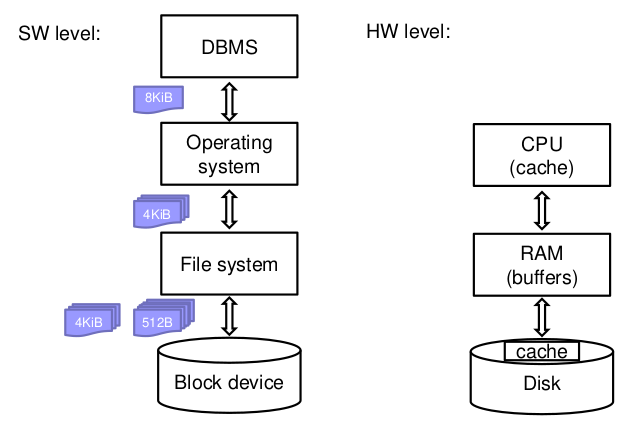 SW level:
HW level:
DBMS
8KiB
Operating
system
CPU
(cache)
4KiB
File system
RAM
(buffers)
4KiB
512B
cache
Block device
Disk